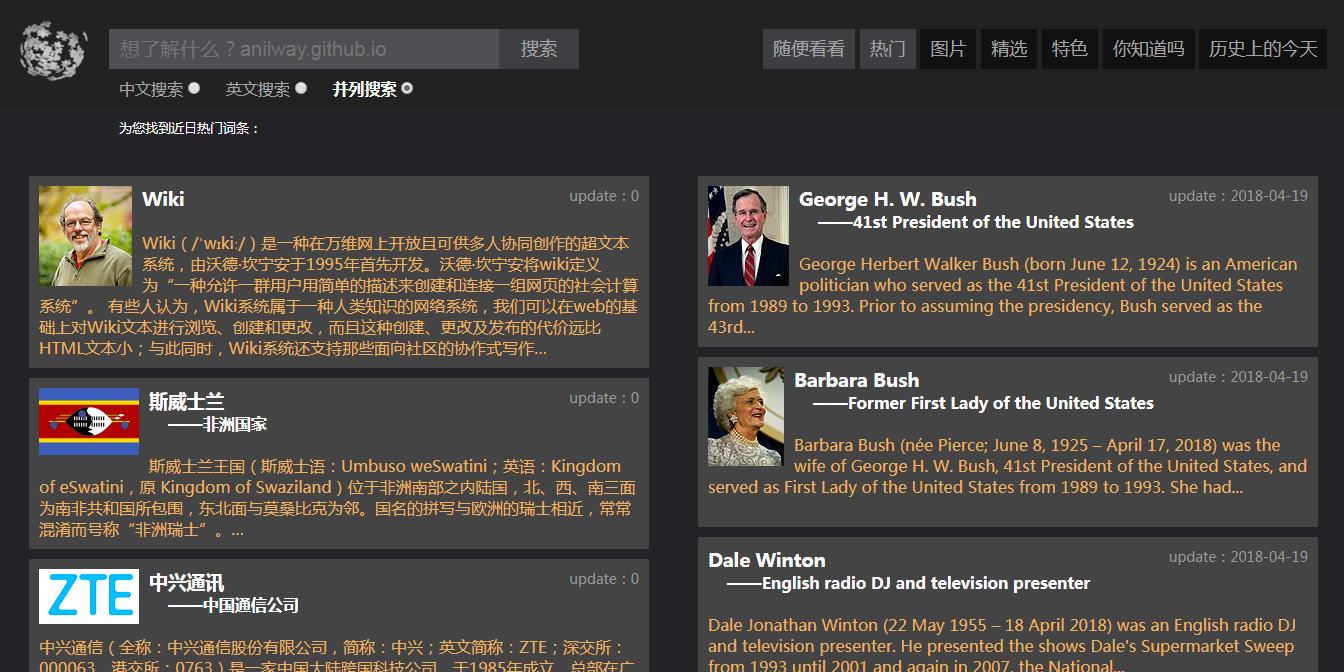 想了解什么？anilway.github.io
搜索
随便看看
热门
图片
精选
特色
你知道吗
历史上的今天
中文搜索
英文搜索
并列搜索
为您找到近日热门词条：
Wiki
update：0
Wiki（/ˈwɪkiː/）是一种在万维网上开放且可供多人协同创作的超文本
系统，由沃德·坎宁安于1995年首先开发。沃德·坎宁安将wiki定义
为“一种允许一群用户用简单的描述来创建和连接一组网页的社会计算
系统”。 有些人认为，Wiki系统属于一种人类知识的网络系统，我们可以在web的基
础上对Wiki文本进行浏览、创建和更改，而且这种创建、更改及发布的代价远比
HTML文本小；与此同时，Wiki系统还支持那些面向社区的协作式写作...
斯威士兰
update：0
——非洲国家
斯威士兰王国（斯威士语：Umbuso weSwatini；英语：Kingdom
of eSwatini，原 Kingdom of Swaziland）位于非洲南部之内陆国，北、西、南三面
为南非共和国所包围，东北面与莫桑比克为邻。国名的拼写与欧洲的瑞士相近，常常
混淆而号称“非洲瑞士”。...
ZTE
中兴通讯
update：0
——中国通信公司
中兴通信（全称：中兴通信股份有限公司，简称：中兴；英文简称：ZTE；深交所：
000063，港交所：0763）是一家中国大陆跨国科技公司，于1985年成立，总部在广
George H. W. Bush
update：2018-04-19
——41st President of the United States
George Herbert Walker Bush (born June 12, 1924) is an American
politician who served as the 41st President of the United States
from 1989 to 1993. Prior to assuming the presidency, Bush served as the
43rd...
Barbara Bush
update：2018-04-19
——Former First Lady of the United States
Barbara Bush (née Pierce; June 8, 1925 – April 17, 2018) was the
wife of George H. W. Bush, 41st President of the United States, and
served as First Lady of the United States from 1989 to 1993. She had...
Dale Winton
update：2018-04-19
——English radio DJ and television presenter
Dale Jonathan Winton (22 May 1955 – 18 April 2018) was an English radio DJ
and television presenter. He presented the shows Dale's Supermarket Sweep
from 1993 until 2001 and again in 2007, the National...